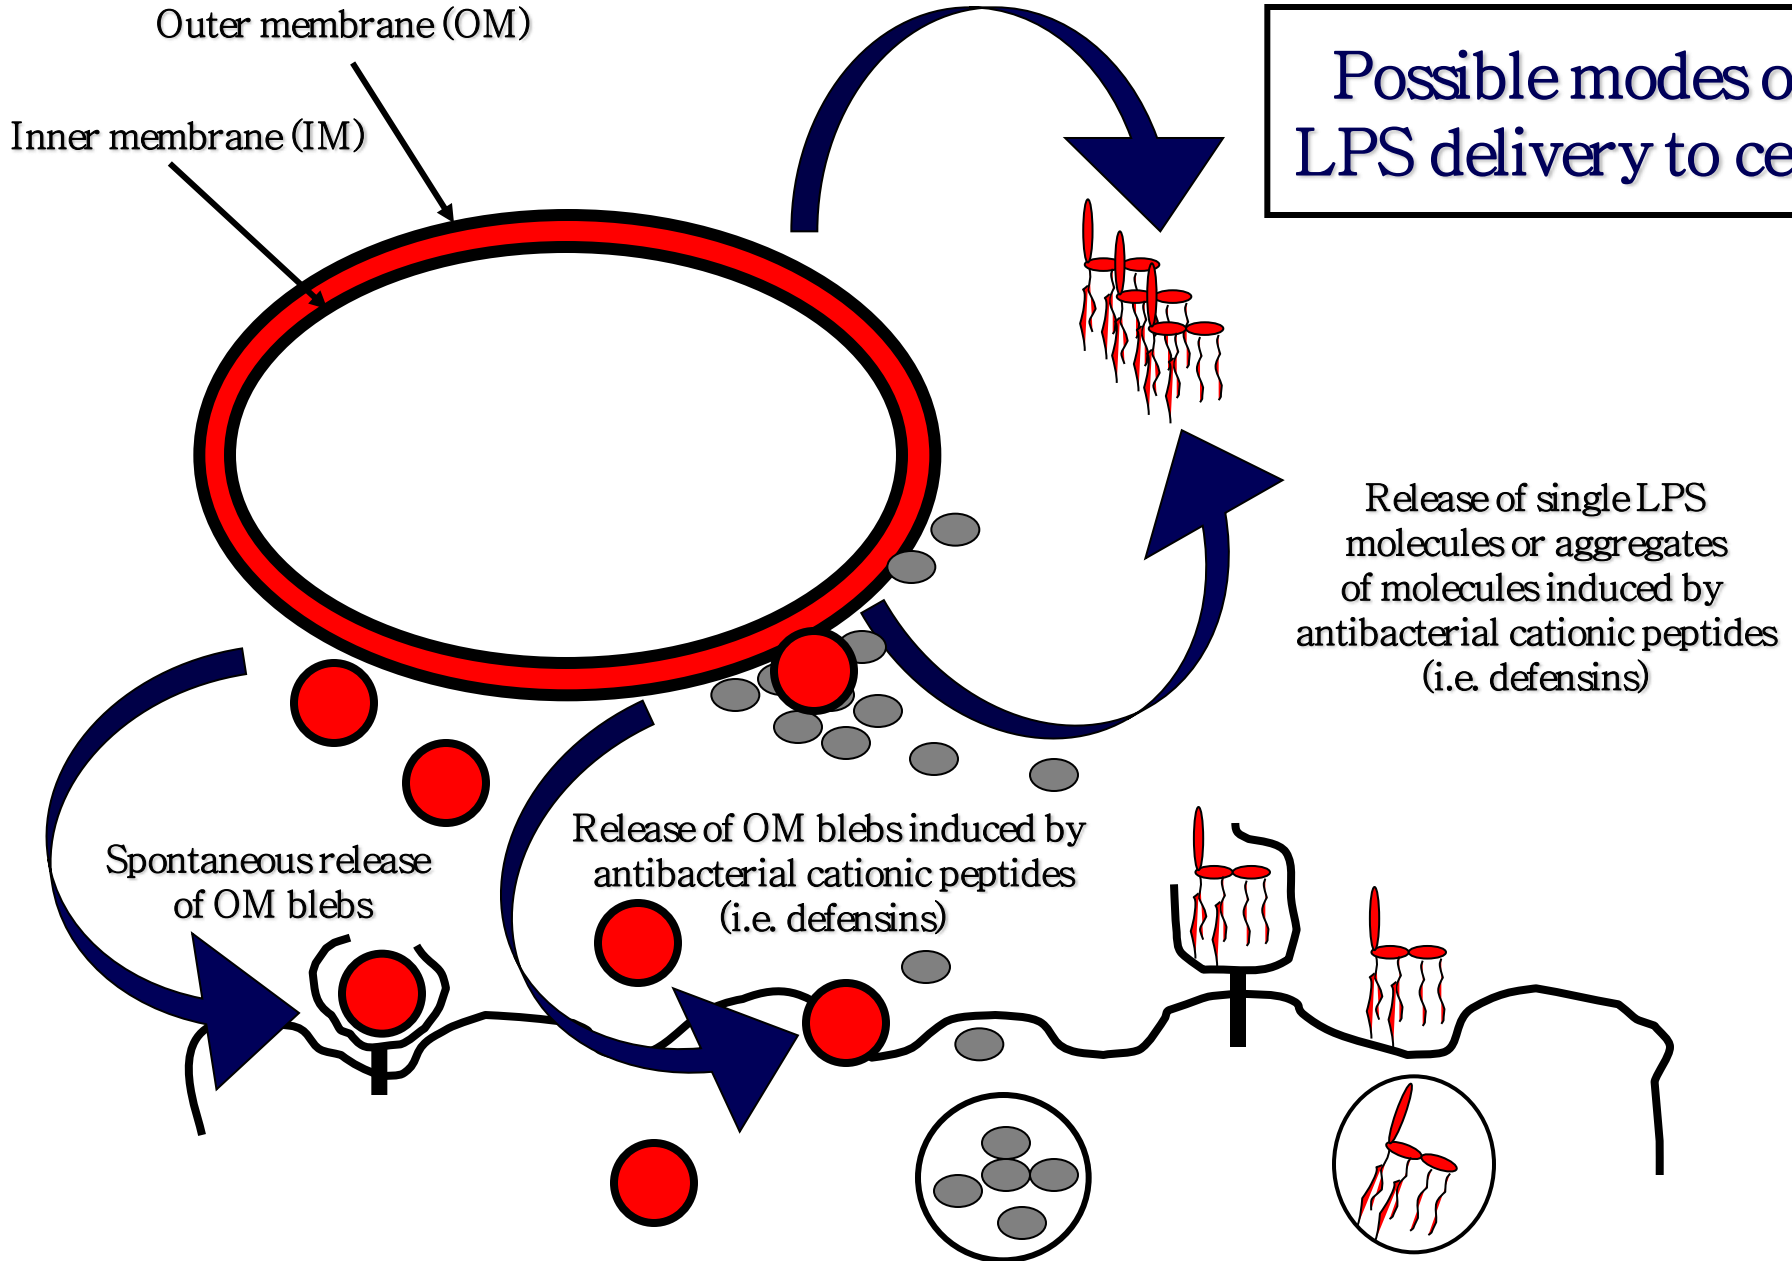 Outer membrane (OM)
Inner membrane (IM)
Possible modes o
LPS delivery to ce
Release of single LPS
molecules or aggregates
of molecules induced by
antibacterial cationic peptides
(i.e. defensins)
Release of OM blebs induced by
antibacterial cationic peptides
(i.e. defensins)
Spontaneous release
of OM blebs